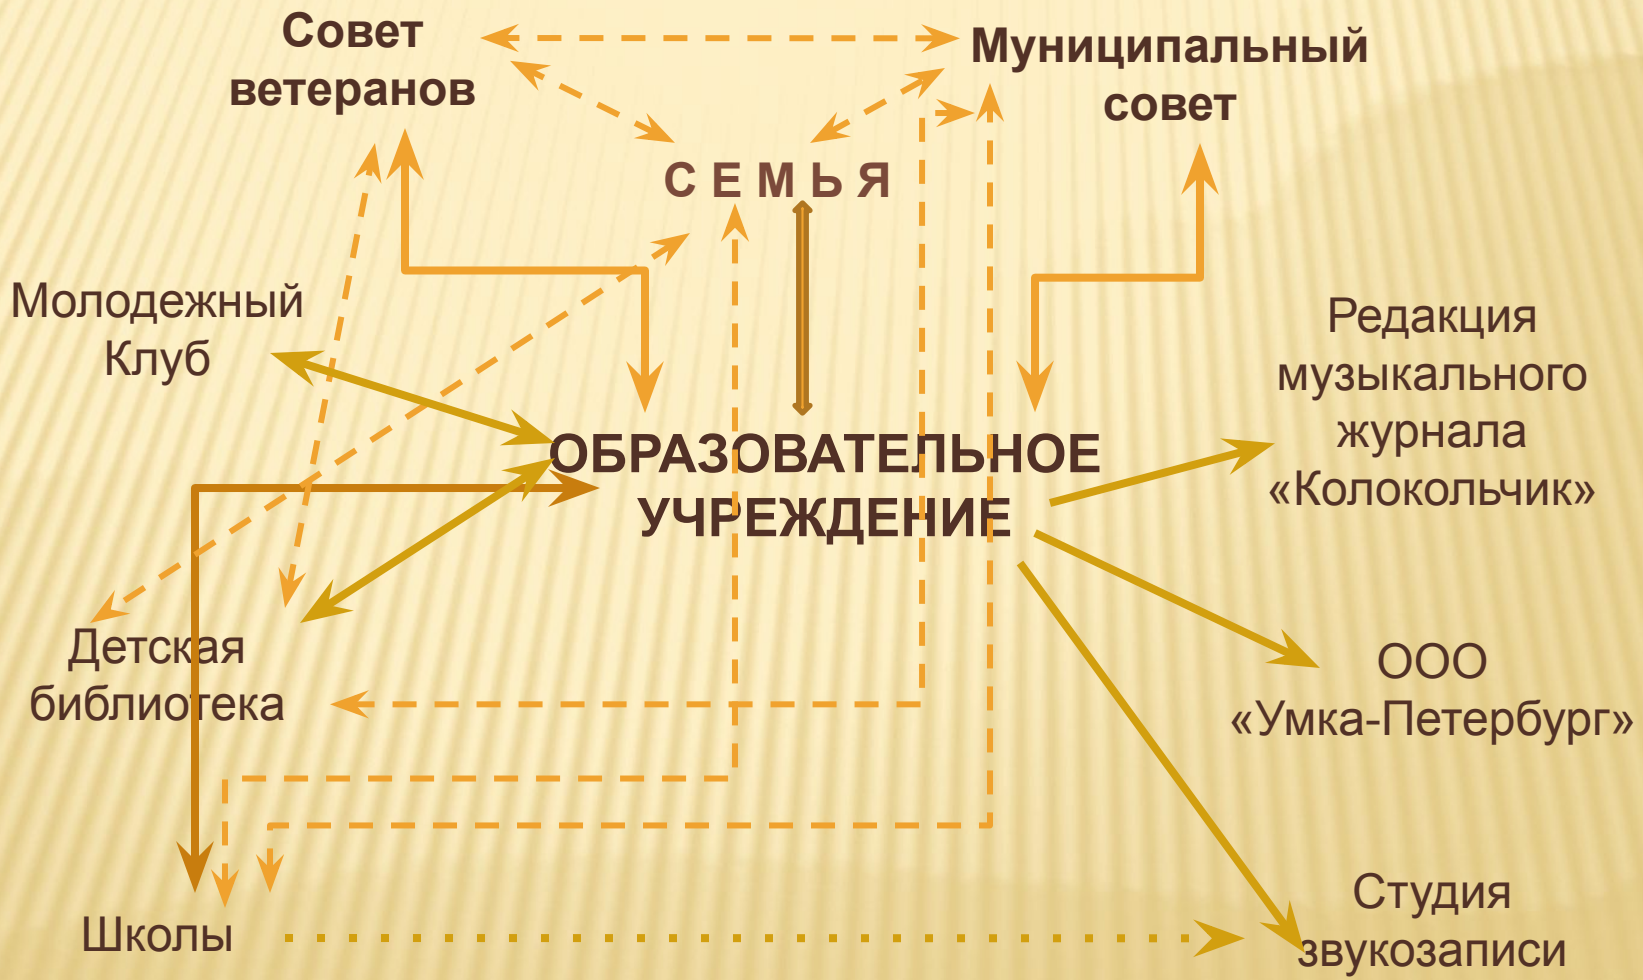 Совет
ветеранов
Муниципальный
совет
С Е М Ь Я
Молодежный
Клуб
Редакция
музыкального
журнала
«Колокольчик»
ОБРАЗОВАТЕЛЬНОЕ
УЧРЕЖДЕНИЕ
Детская
библиотека
ООО
«Умка-Петербург»
Школы
Студия
звукозаписи